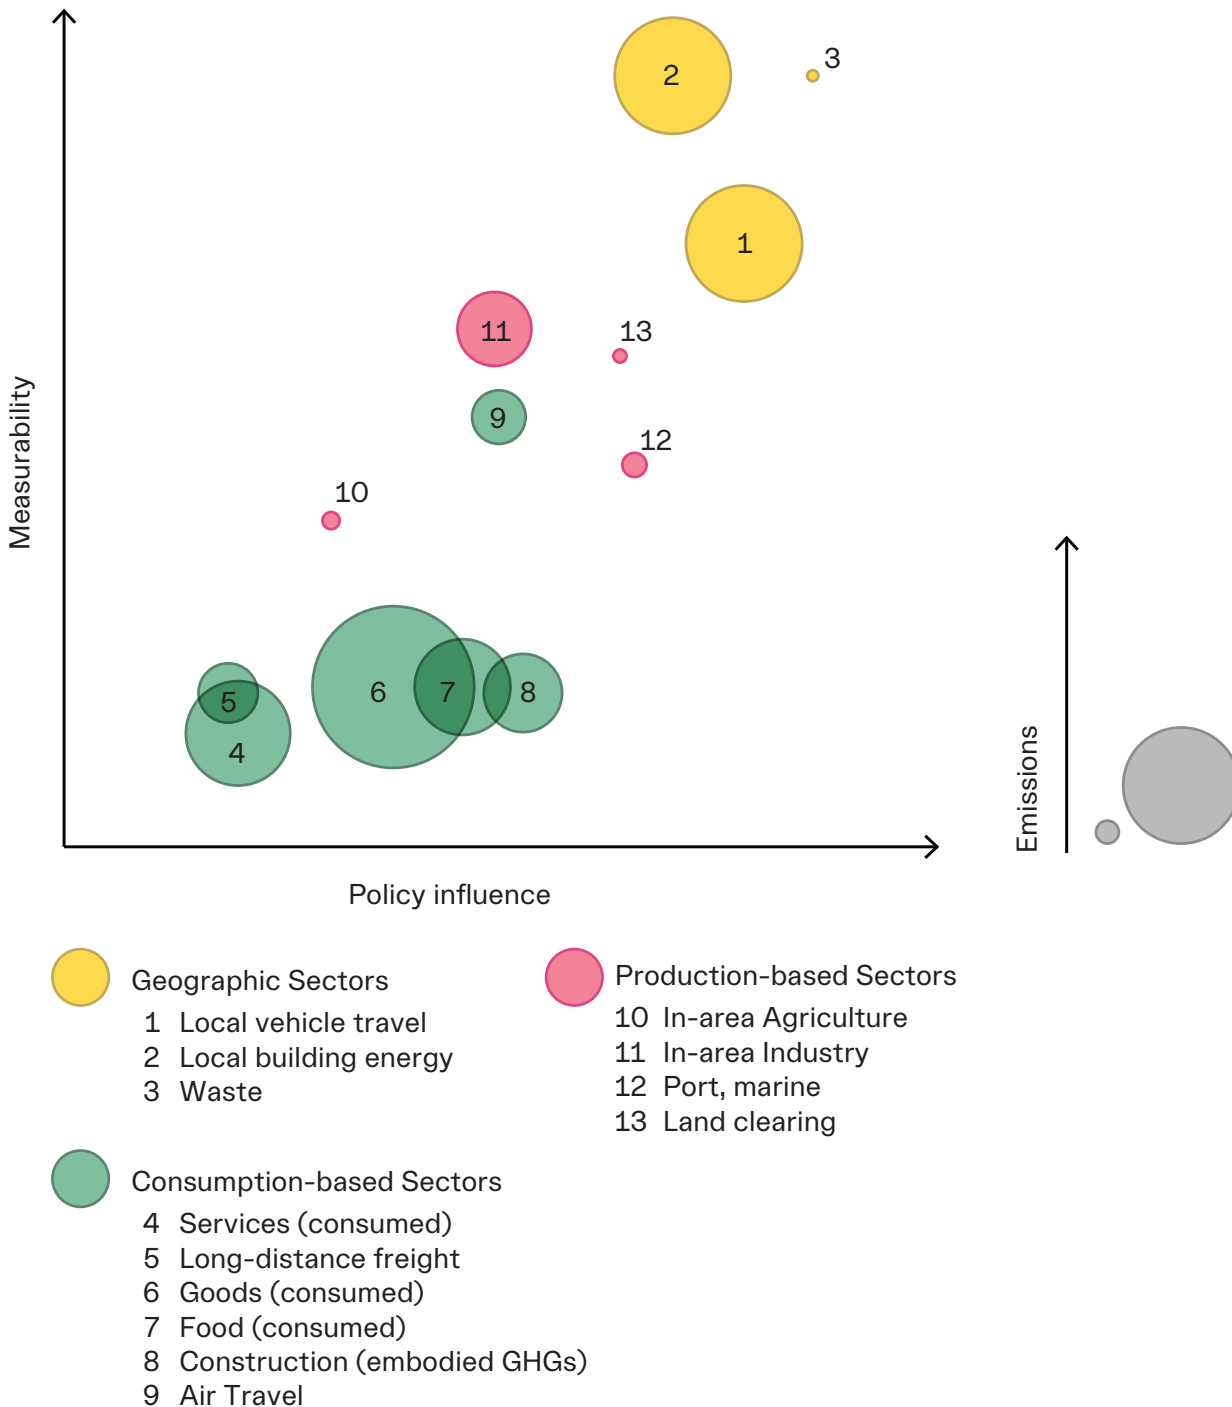 2
3
1
11
13
9
12
10
6
7
8
5
4
Measurability
Policy influence
Emissions
Geographic Sectors
1 Local vehicle travel
2 Local building energy
3 Waste
Consumption-based Sectors
4 Services (consumed)
5 Long-distance freight
6 Goods (consumed)
7 Food (consumed)
8 Construction (embodied GHGs)
9 Air Travel
Production-based Sectors
10 In-area Agriculture
11 In-area Industry
12 Port, marine
13 Land clearing